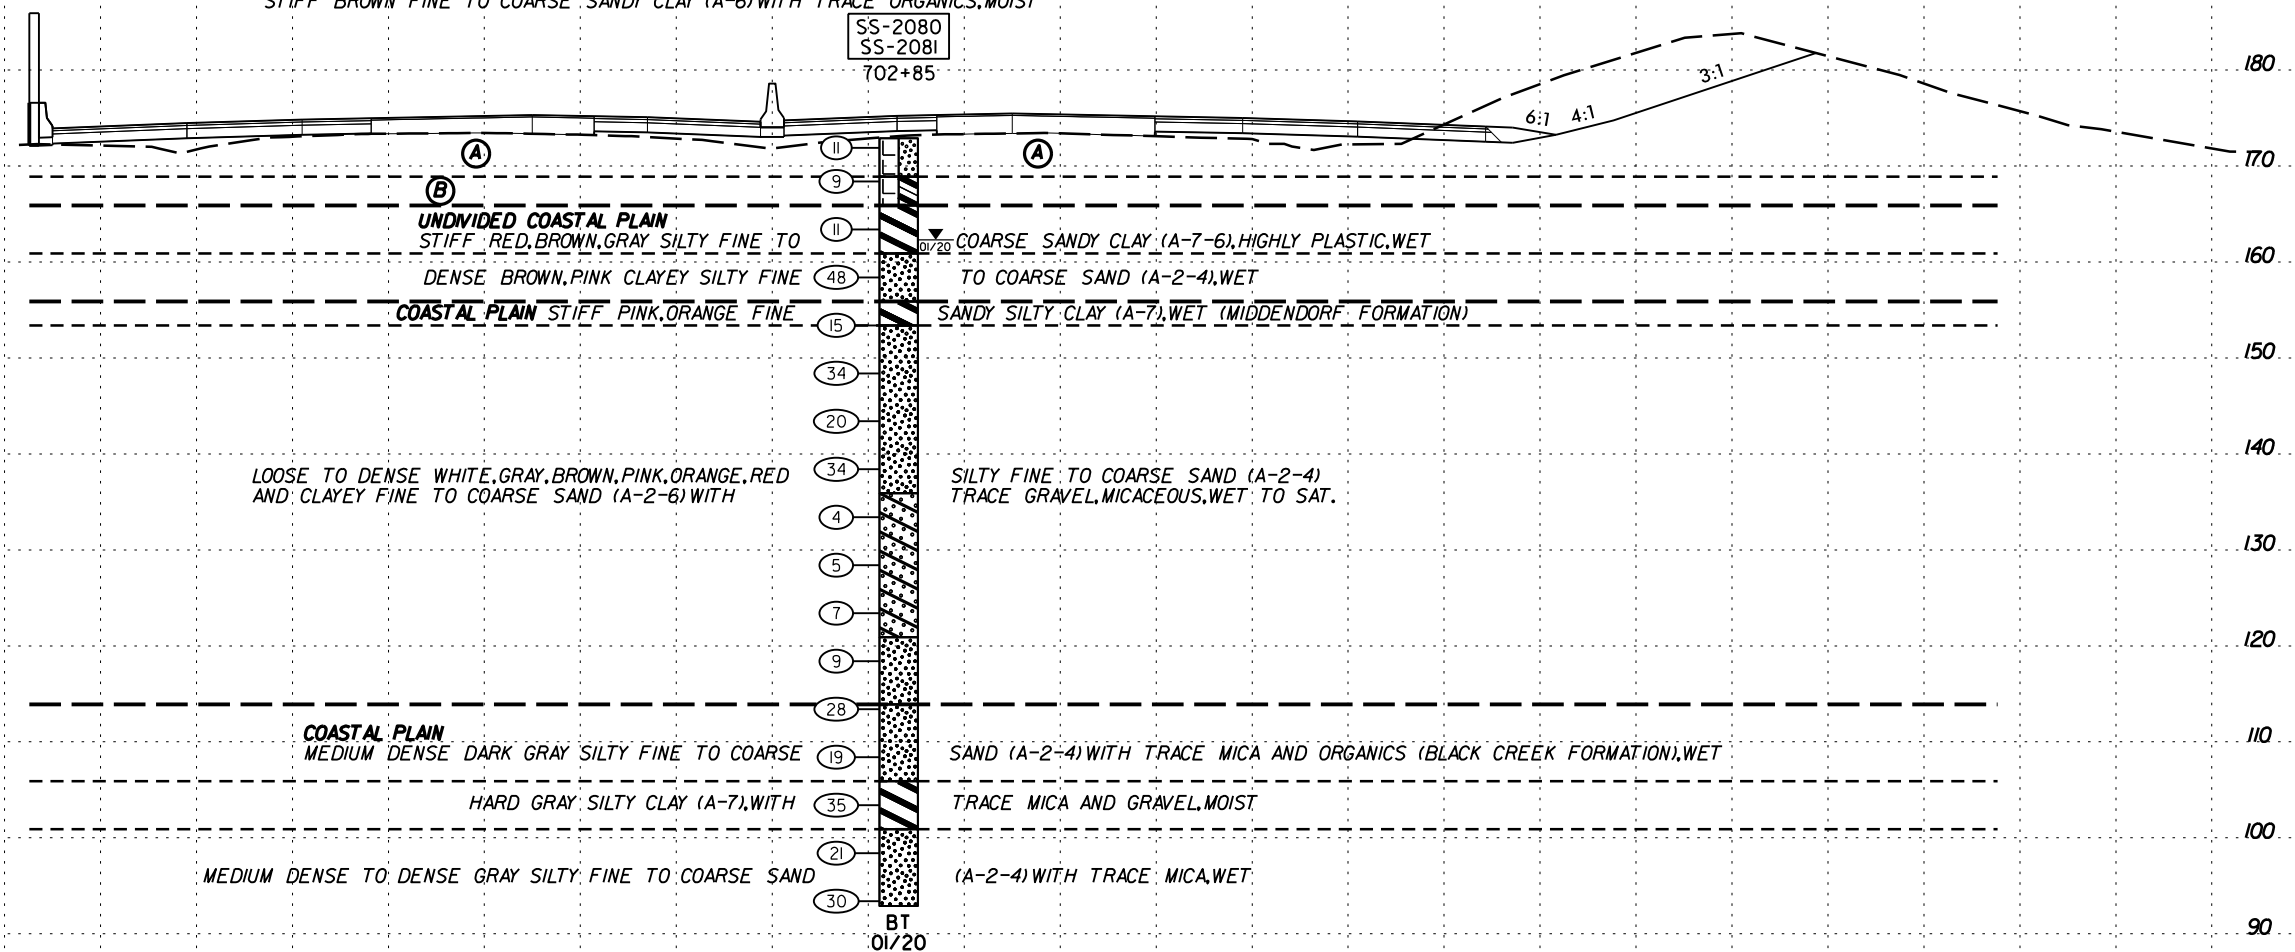 STIFF BROWN FINE TO COARSE SANDY CLAY (A-6) WITH TRACE ORGANICS, MOIST
SS-2080
SS-2081
702+85
180
3:1
6:1 4:1
11
A A
170
9
B
UNDIVIDED COASTAL PLAIN
11
STIFF RED, BROWN, GRAY SILTY FINE TO 01/20 COARSE SANDY CLAY (A-7-6), HIGHLY PLASTIC, WET
160
DENSE BROWN, PINK CLAYEY SILTY FINE 48 TO COARSE SAND (A-2-4), WET
COASTAL PLAIN STIFF PINK, ORANGE FINE SANDY SILTY CLAY (A-7), WET (MIDDENDORF FORMATION)
15
150
34
20
140
34
LOOSE TO DENSE WHITE, GRAY, BROWN, PINK, ORANGE, RED SILTY FINE TO COARSE SAND (A-2-4)
AND CLAYEY FINE TO COARSE SAND (A-2-6) WITH TRACE GRAVEL, MICACEOUS, WET TO SAT.
4
130
5
7
120
9
28
COASTAL PLAIN
110
MEDIUM DENSE DARK GRAY SILTY FINE TO COARSE 19 SAND (A-2-4) WITH TRACE MICA AND ORGANICS (BLACK CREEK FORMATION), WET
HARD GRAY SILTY CLAY (A-7), WITH 35 TRACE MICA AND GRAVEL, MOIST
100
21
MEDIUM DENSE TO DENSE GRAY SILTY FINE TO COARSE SAND (A-2-4) WITH TRACE MICA, WET
30
BT
90
01/20